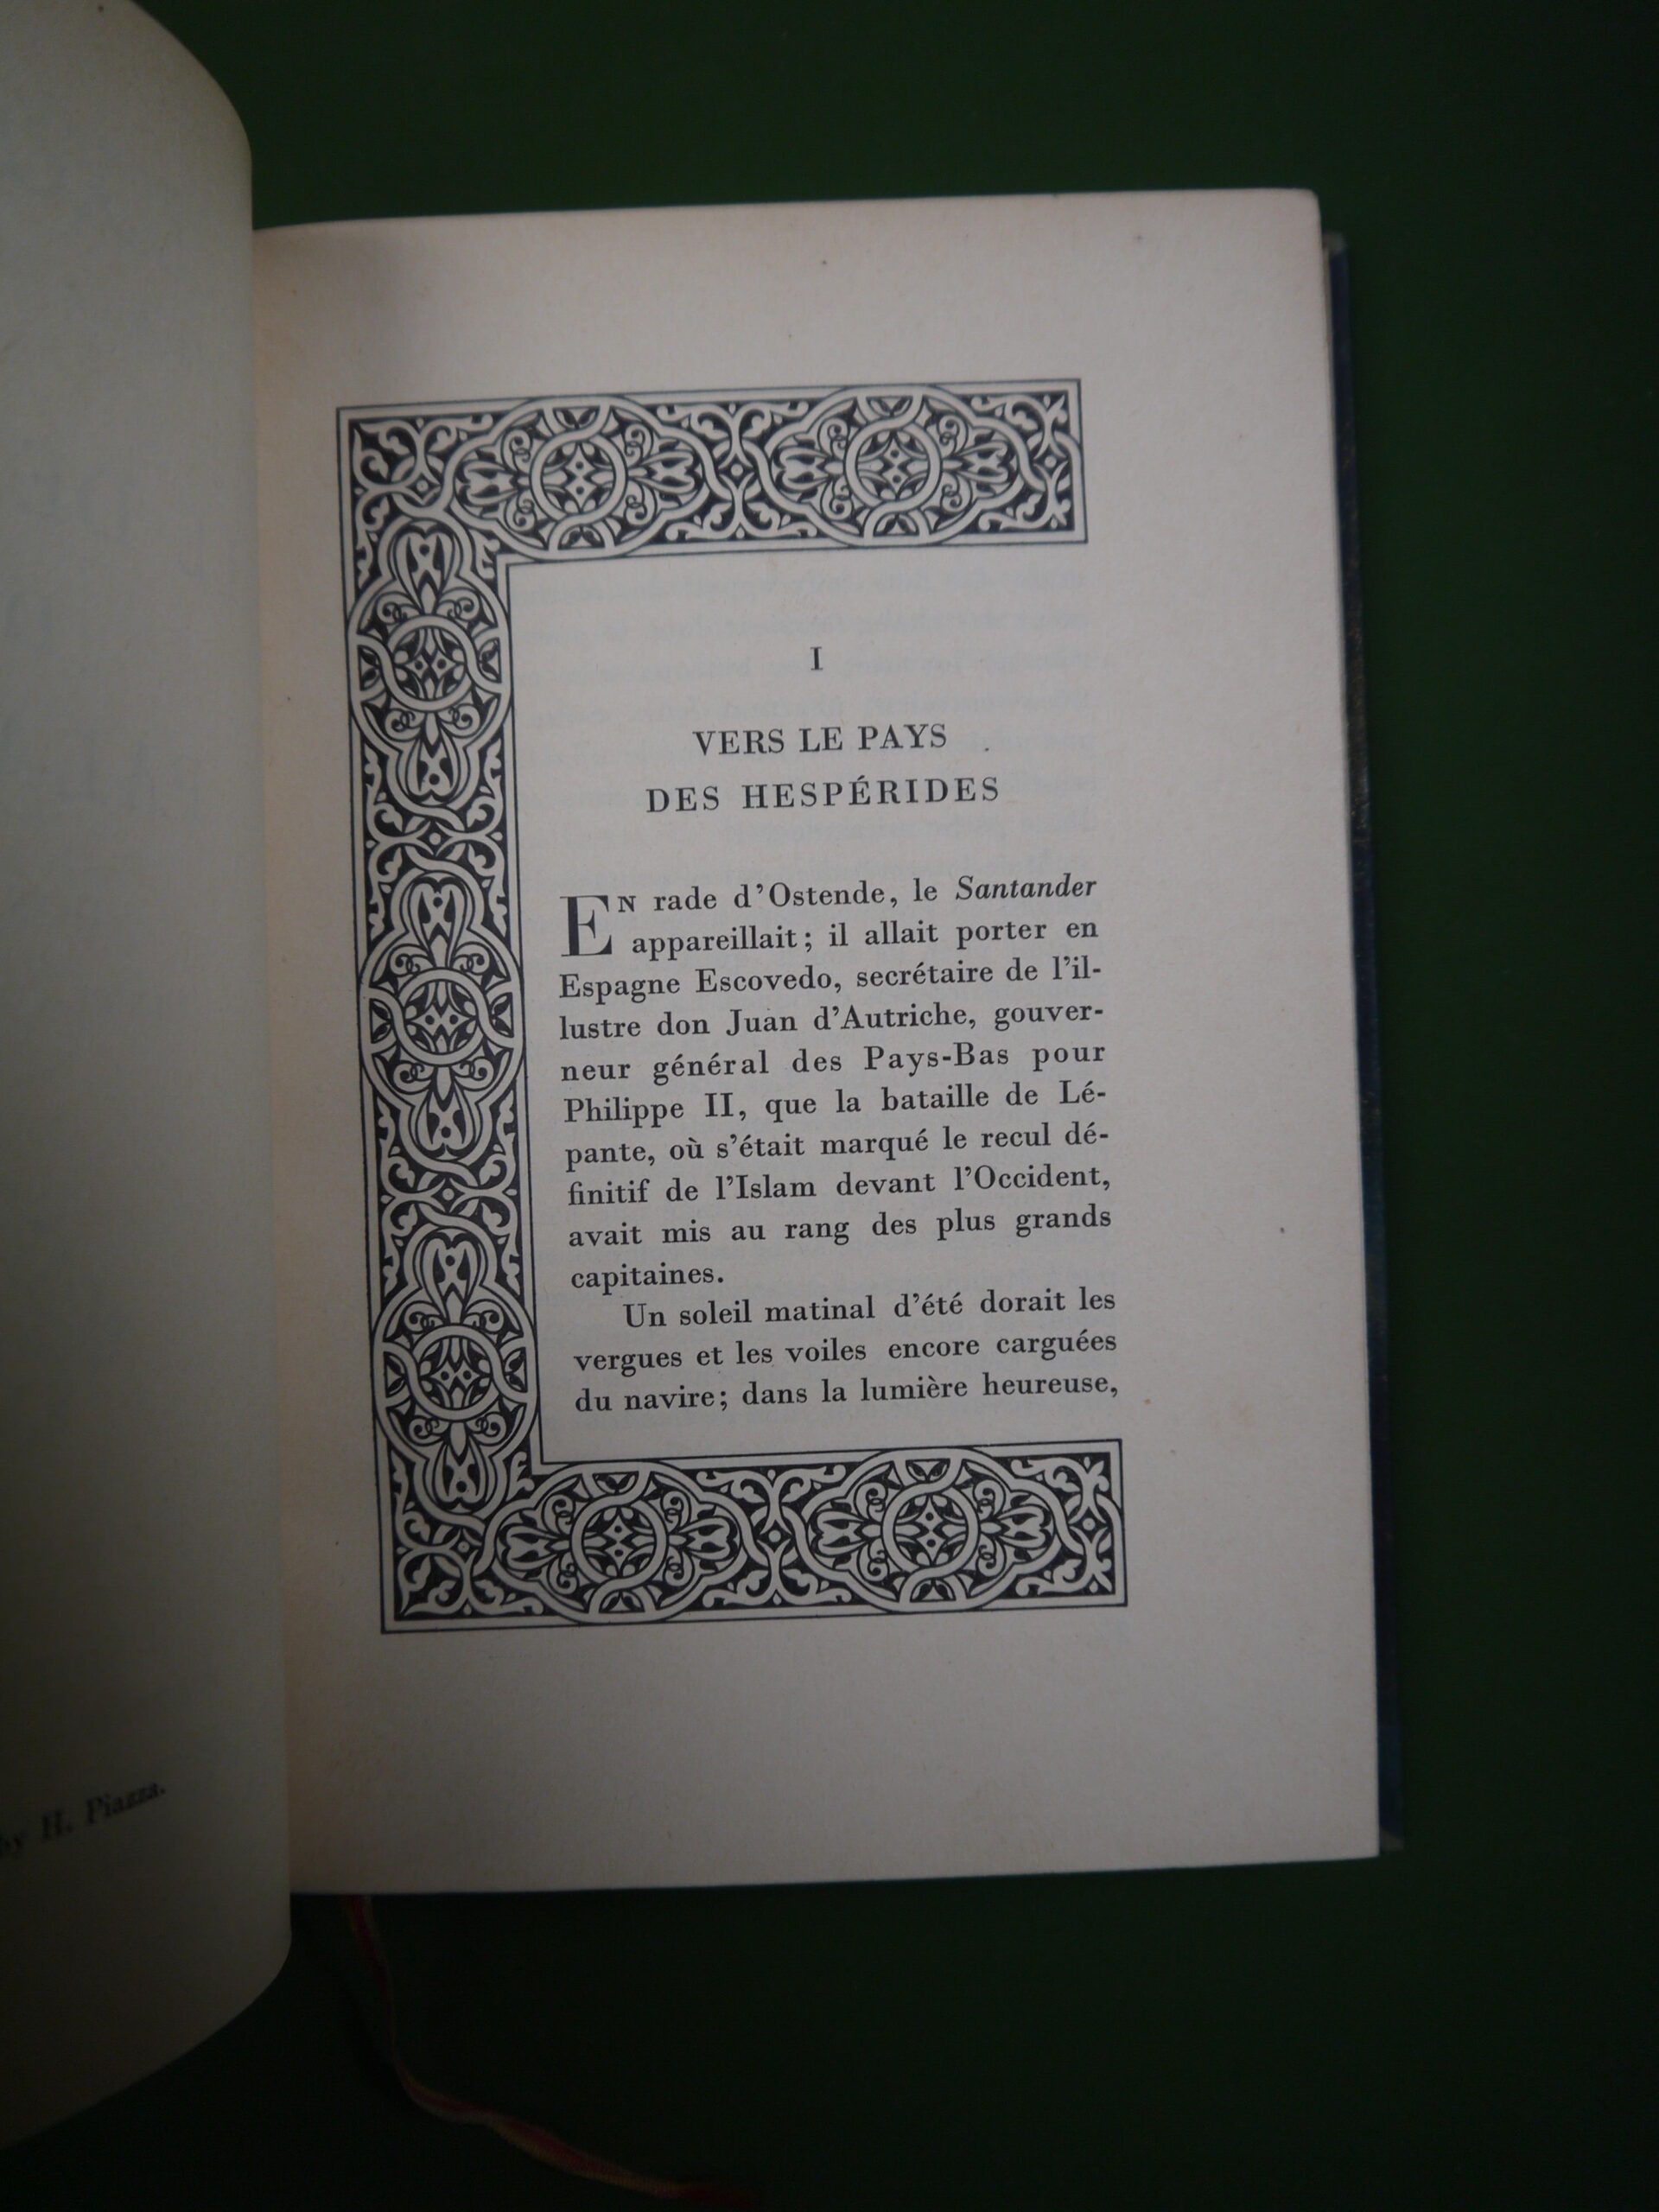 by H. Piazza.
I
VERS LE PAYS
DES HESPÉRIDES
EN rade d'Ostende, le Santander
appareillait ; il allait porter en
Espagne Escovedo, secrétaire de l'il-
lustre don Juan d'Autriche, gouver-
neur général des Pays-Bas pour
Philippe II, que la bataille de Lé-
pante, où s'était marqué le recul dé-
finitif de l'Islam devant l'Occident,
avait mis au rang des plus grands
capitaines.
Un soleil matinal d'été dorait les
vergues et les voiles encore carguées
du navire ; dans la lumière heureuse,